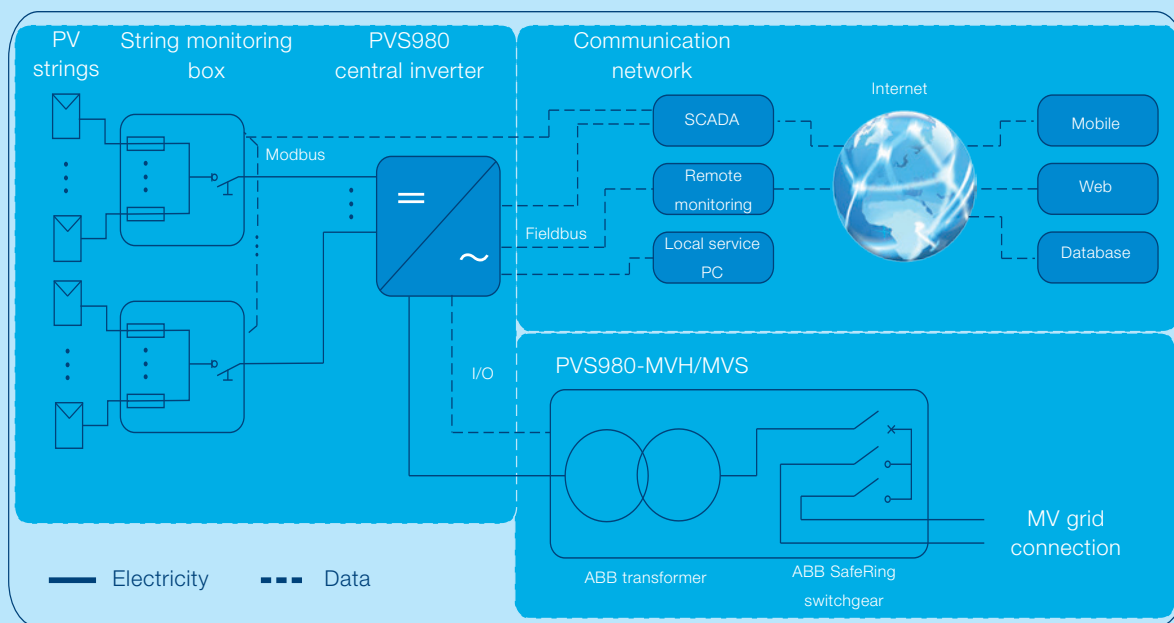 PV
strings
String monitoring
box
PVS980
central inverter
Communication
network
Internet
SCADA
Mobile
Modbus
Remote
monitoring
Web
Fieldbus
Local service
PC
Database
PVS980-MVH/MVS
I/O
MV grid
connection
ABB transformer
ABB SafeRing
switchgear
Electricity
Data